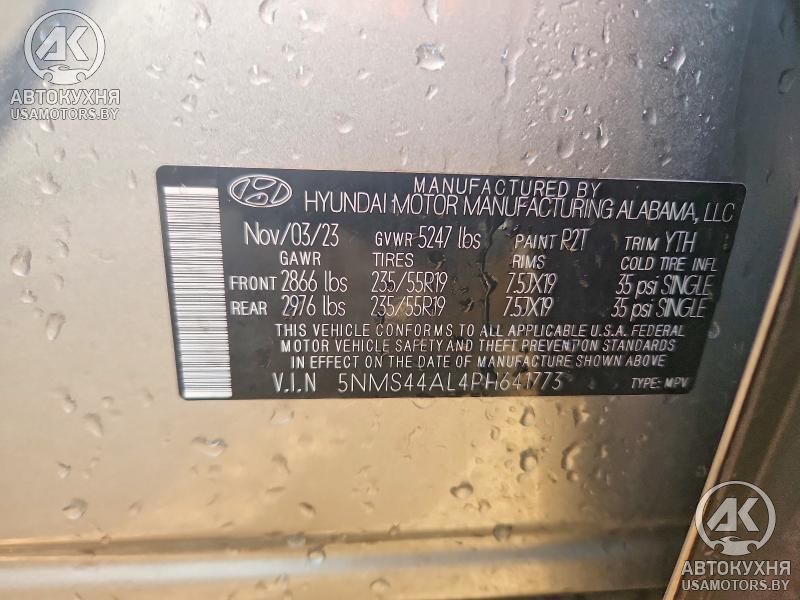 AK
АВТОКУХНЯ
USAMOTORS.BY
MANUFACTURED BY
HYUNDAI MOTOR MANUFACTURING ALABAMA, LLC
Nov/03/23 GVWR 5247 lbs PAINT R2T TRIM YTH
GAWR TIRES RIMS COLD TIRE INFL
FRONT 2866 lbs 235/55R19 7.5JX19 35 psi SINGLE
REAR 2976 lbs 235/55R19 7.5JX19 35 psi SINGLE
THIS VEHICLE CONFORMS TO ALL APPLICABLE U.S.A. FEDERAL
MOTOR VEHICLE SAFETY AND THEFT PREVENTION STANDARDS
IN EFFECT ON THE DATE OF MANUFACTURE SHOWN ABOVE.
V.I.N 5NMS44AL4PH641773 TYPE: MPV
AK
АВТОКУХНЯ
USAMOTORS.BY